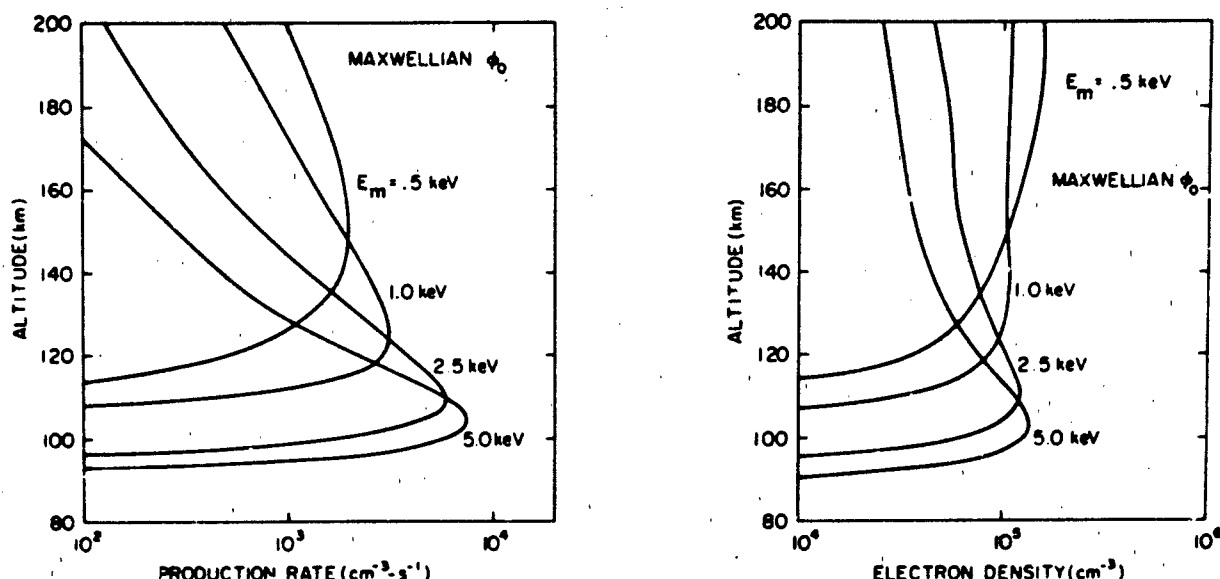 200
180
160
140
120
100
80
ALTITUDE (km)
MAXWELLIAN ϕ₀
Eₘ = .5 keV
1.0 keV
2.5 keV
5.0 keV
10² 10³ 10⁴
PRODUCTION RATE (cm⁻³-s⁻¹)
200
180
160
140
120
100
80
ALTITUDE (km)
Eₘ = .5 keV
MAXWELLIAN ϕ₀
1.0 keV
2.5 keV
5.0 keV
10⁴ 10⁵ 10⁶
ELECTRON DENSITY (cm⁻³)